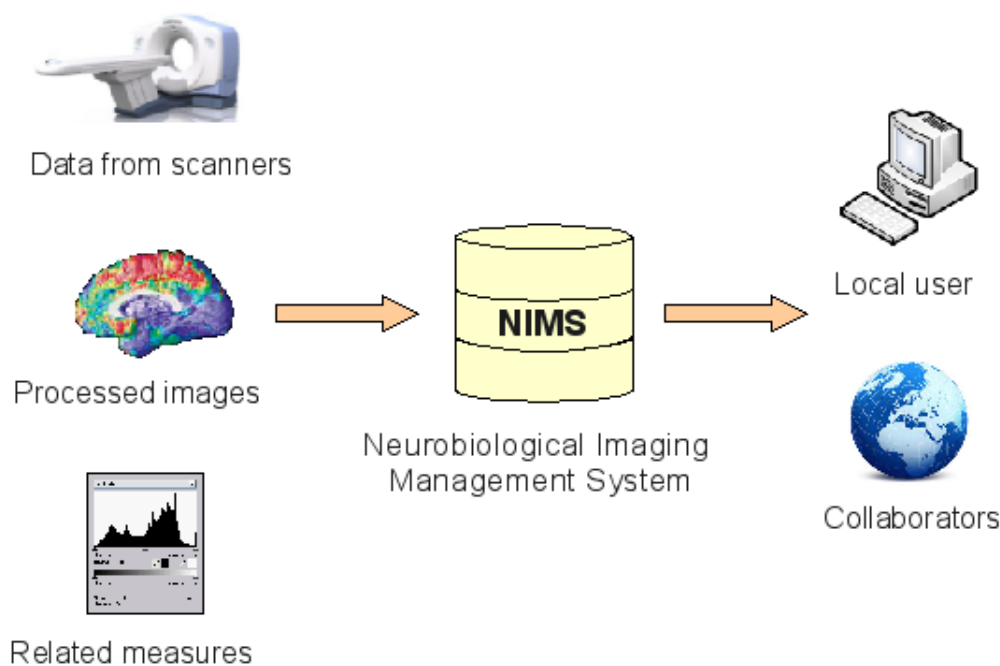 Data from scanners
Processed images
Related measures
NIMS
Neurobiological Imaging
Management System
Local user
Collaborators